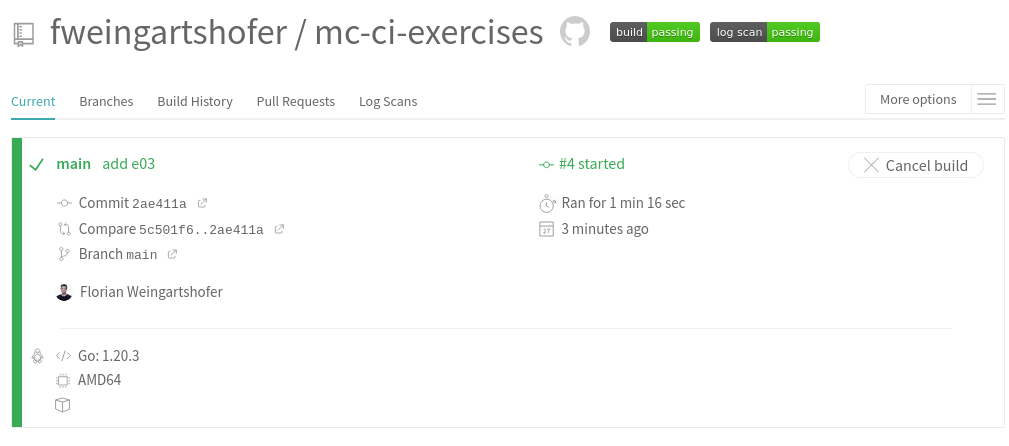 fweingartshofer / mc-ci-exercises build passing log scan passing
Current Branches Build History Pull Requests Log Scans More options
main add e03 #4 started Cancel build
Commit 2ae411a Ran for 1 min 16 sec
Compare 5c501f6..2ae411a 3 minutes ago
Branch main
Florian Weingartshofer
Go: 1.20.3
AMD64